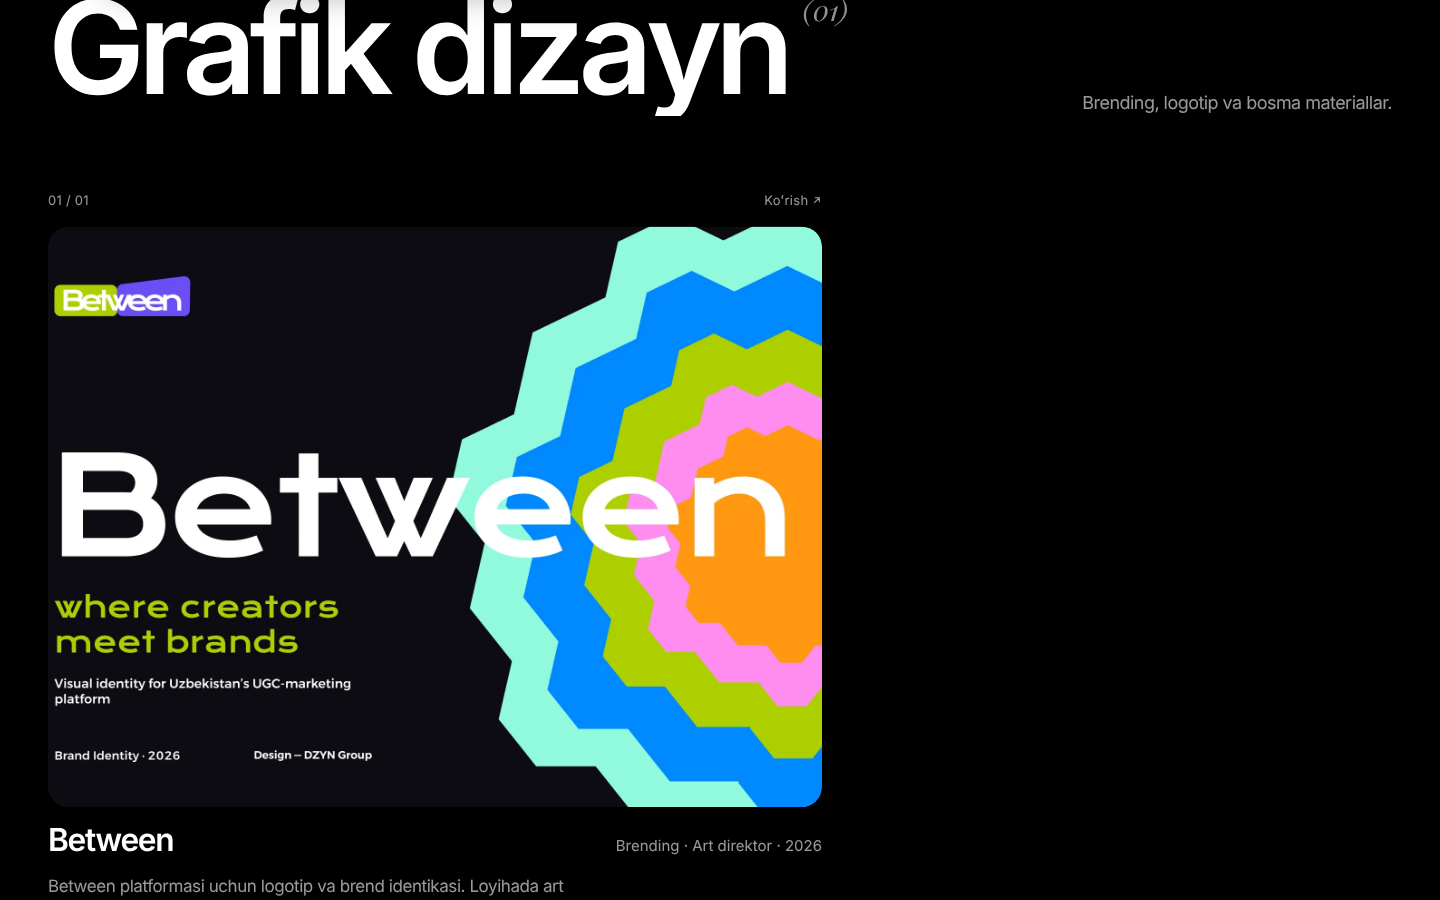 Grafik dizayn (01)
Brending, logotip va bosma materiallar.
01 / 01
Koʻrish ↗
Between
Between
where creators
meet brands
Visual identity for Uzbekistan's UGC-marketing
platform
Brand Identity · 2026
Design – DZYN Group
Between
Brending · Art direktor · 2026
Between platformasi uchun logotip va brend identikasi. Loyihada art